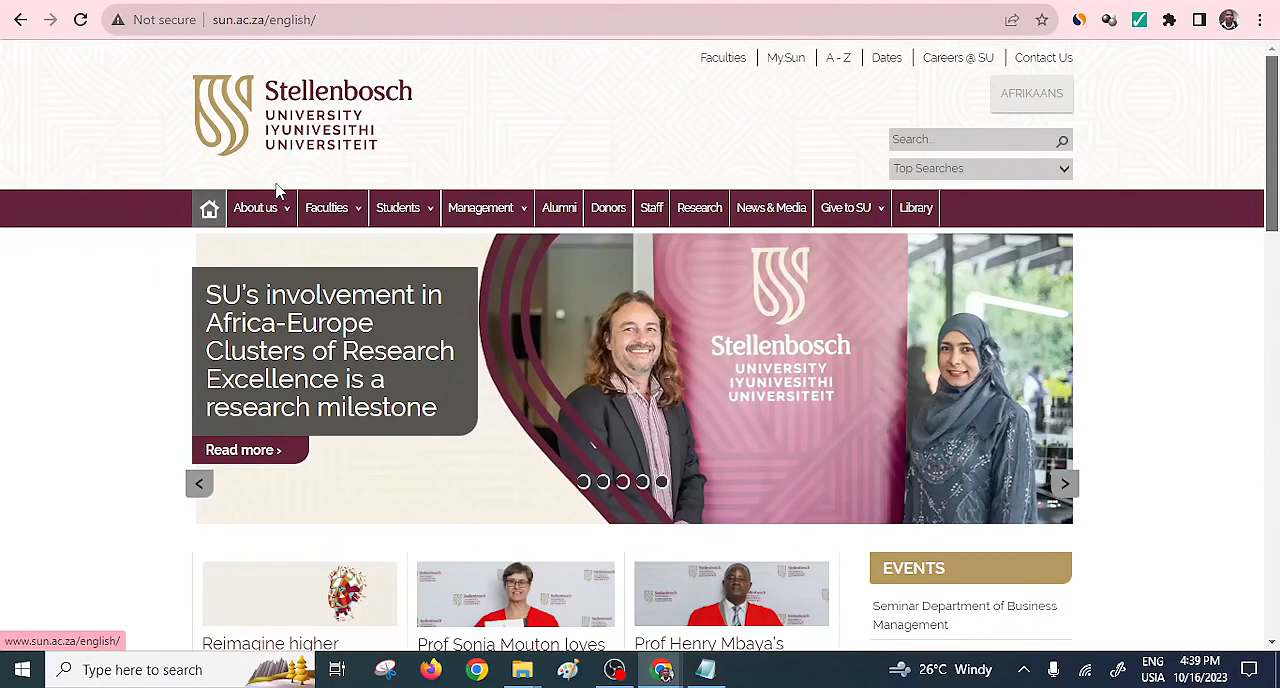 Not secure
sun.ac.za/english/
Faculties
My.Sun
A - Z
Dates
Careers @ SU
Contact Us
Stellenbosch
UNIVERSITY
IYUNIVESITHI
UNIVERSITEIT
AFRIKAANS
Search...
Top Searches
About us
Faculties
Students
Management
Alumni
Donors
Staff
Research
News & Media
Give to SU
Library
SU's involvement in
Africa-Europe
Clusters of Research
Excellence is a
research milestone
Read more ›
Stellenbosch
UNIVERSITY
IYUNIVESITHI
UNIVERSITEIT
Reimagine higher
Prof Sonia Mouton loves
Prof Henry Mbaya's
EVENTS
Seminar Department of Business
Management
www.sun.ac.za/english/
Type here to search
26°C Windy
ENG
USIA
4:39 PM
10/16/2023